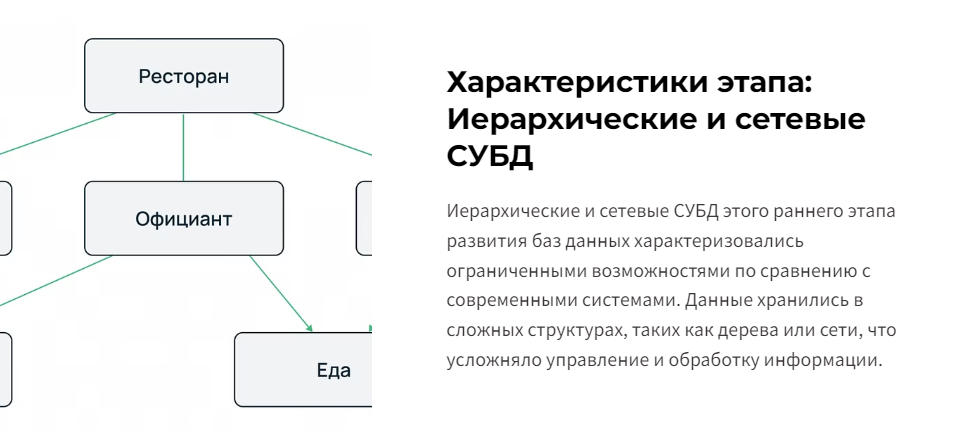 Ресторан
Официант
Еда
Характеристики этапа:
Иерархические и сетевые
СУБД
Иерархические и сетевые СУБД этого раннего этапа
развития баз данных характеризовались
ограниченными возможностями по сравнению с
современными системами. Данные хранились в
сложных структурах, таких как дерева или сети, что
усложняло управление и обработку информации.